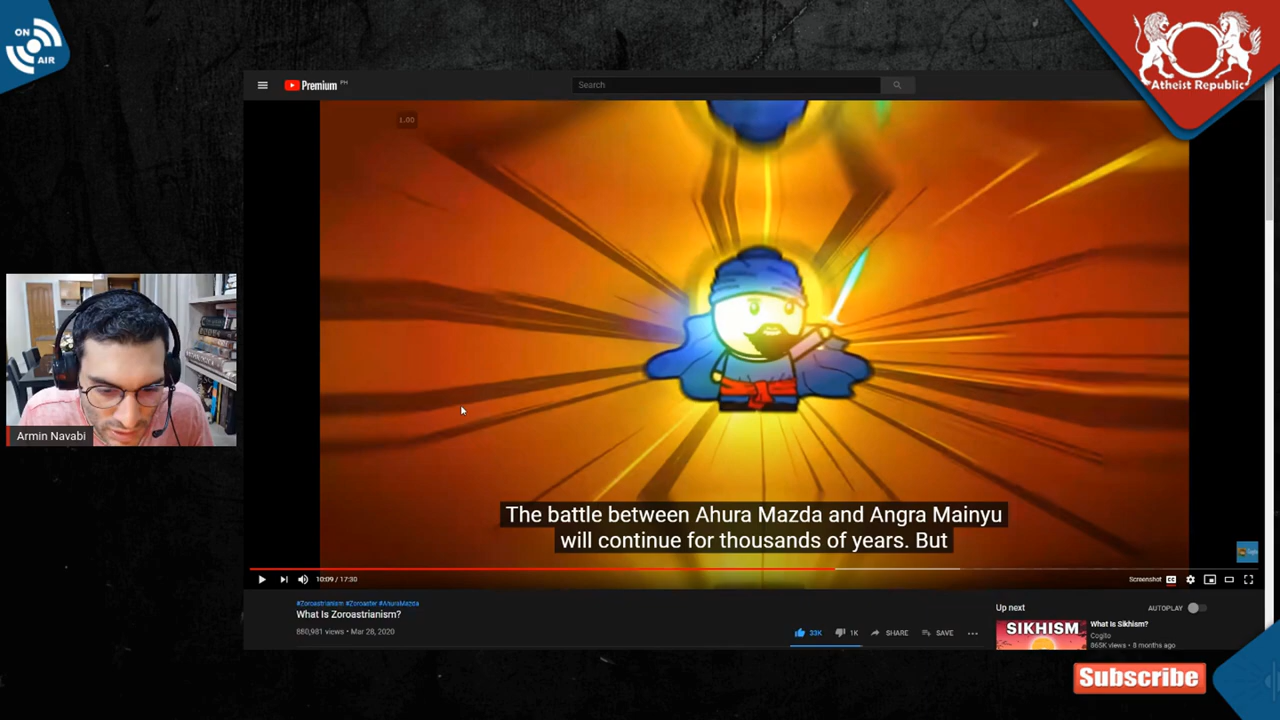 ON
AIR
Premium PH
Search
Atheist Republic
1.00
Armin Navabi
The battle between Ahura Mazda and Angra Mainyu
will continue for thousands of years. But
10:09 / 17:30
Screenshot
CC
#Zoroastrianism #Zoroaster #AhuraMazda
What Is Zoroastrianism?
880,981 views • Mar 28, 2020
33K
1K
SHARE
SAVE
Up next
AUTOPLAY
SIKHISM
What Is Sikhism?
Cogito
865K views • 8 months ago
Subscribe